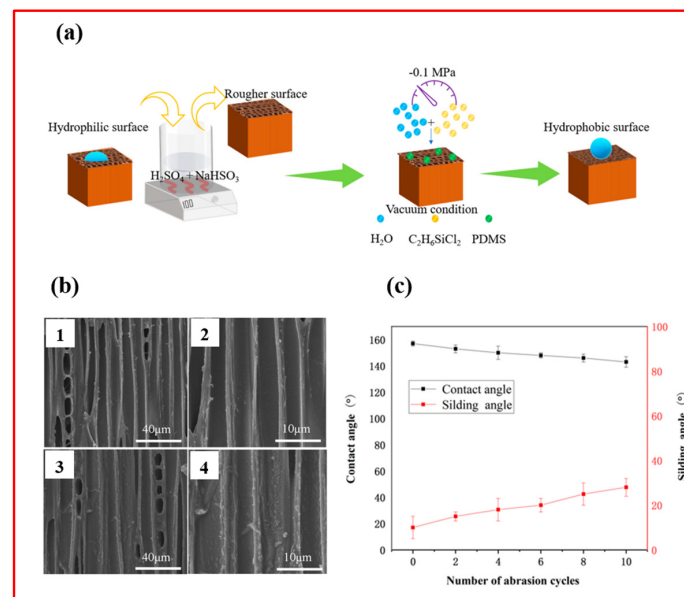 (a)
-0.1 MPa
Rougher surface
Hydrophilic surface
Hydrophobic surface
+
H₂SO₄+NaHSO₃
100
Vacuum condition
H₂O C₂H₆SiCl₂ PDMS
(b)
1
2
40μm
10μm
3
4
40μm
10μm
(c)
160
140
120
100
80
60
40
20
0
Contact angle (°)
Contact angle
Silding angle
100
80
60
40
20
0
Silding angle (°)
0 2 4 6 8 10
Number of abrasion cycles